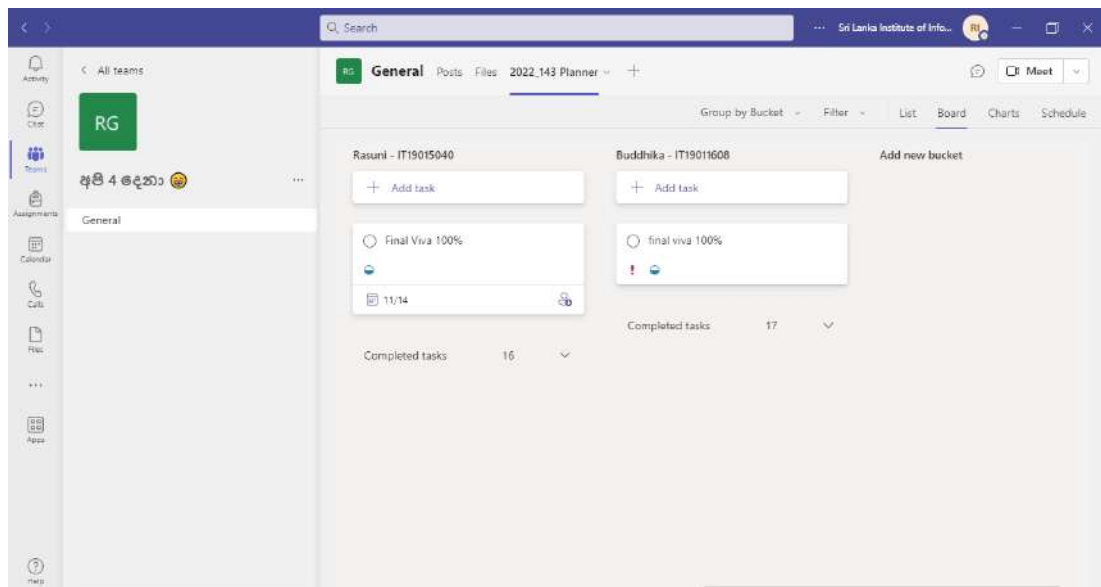 Search
Sri Lanka Institute of Info...
RI
Activity
Chat
Teams
Assignments
Calendar
Calls
Files
Apps
Help
All teams
RG
අපි 4 දෙනා 😁
General
RG
General
Posts
Files
2022_143 Planner
Meet
Group by Bucket
Filter
List
Board
Charts
Schedule
Rasuni - IT19015040
Add task
Final Viva 100%
11/14
Completed tasks 16
Buddhika - IT19011608
Add task
final viva 100%
Completed tasks 17
Add new bucket